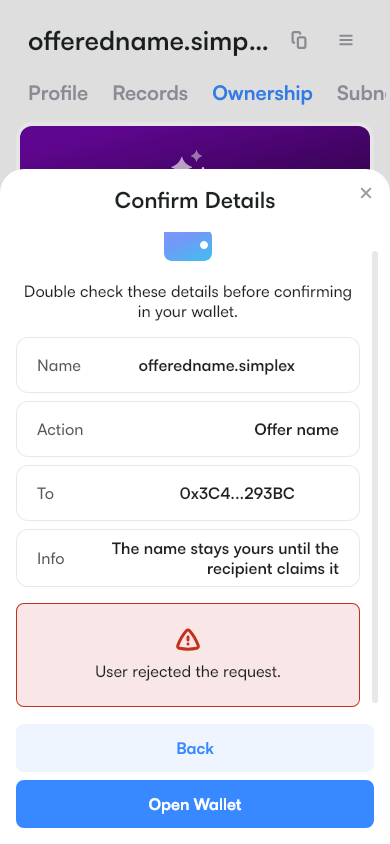 offeredname.simp...
Profile Records Ownership Subn
Confirm Details
Double check these details before confirming
in your wallet.
Name offeredname.simplex
Action Offer name
To 0x3C4...293BC
Info The name stays yours until the
recipient claims it
User rejected the request.
Back
Open Wallet